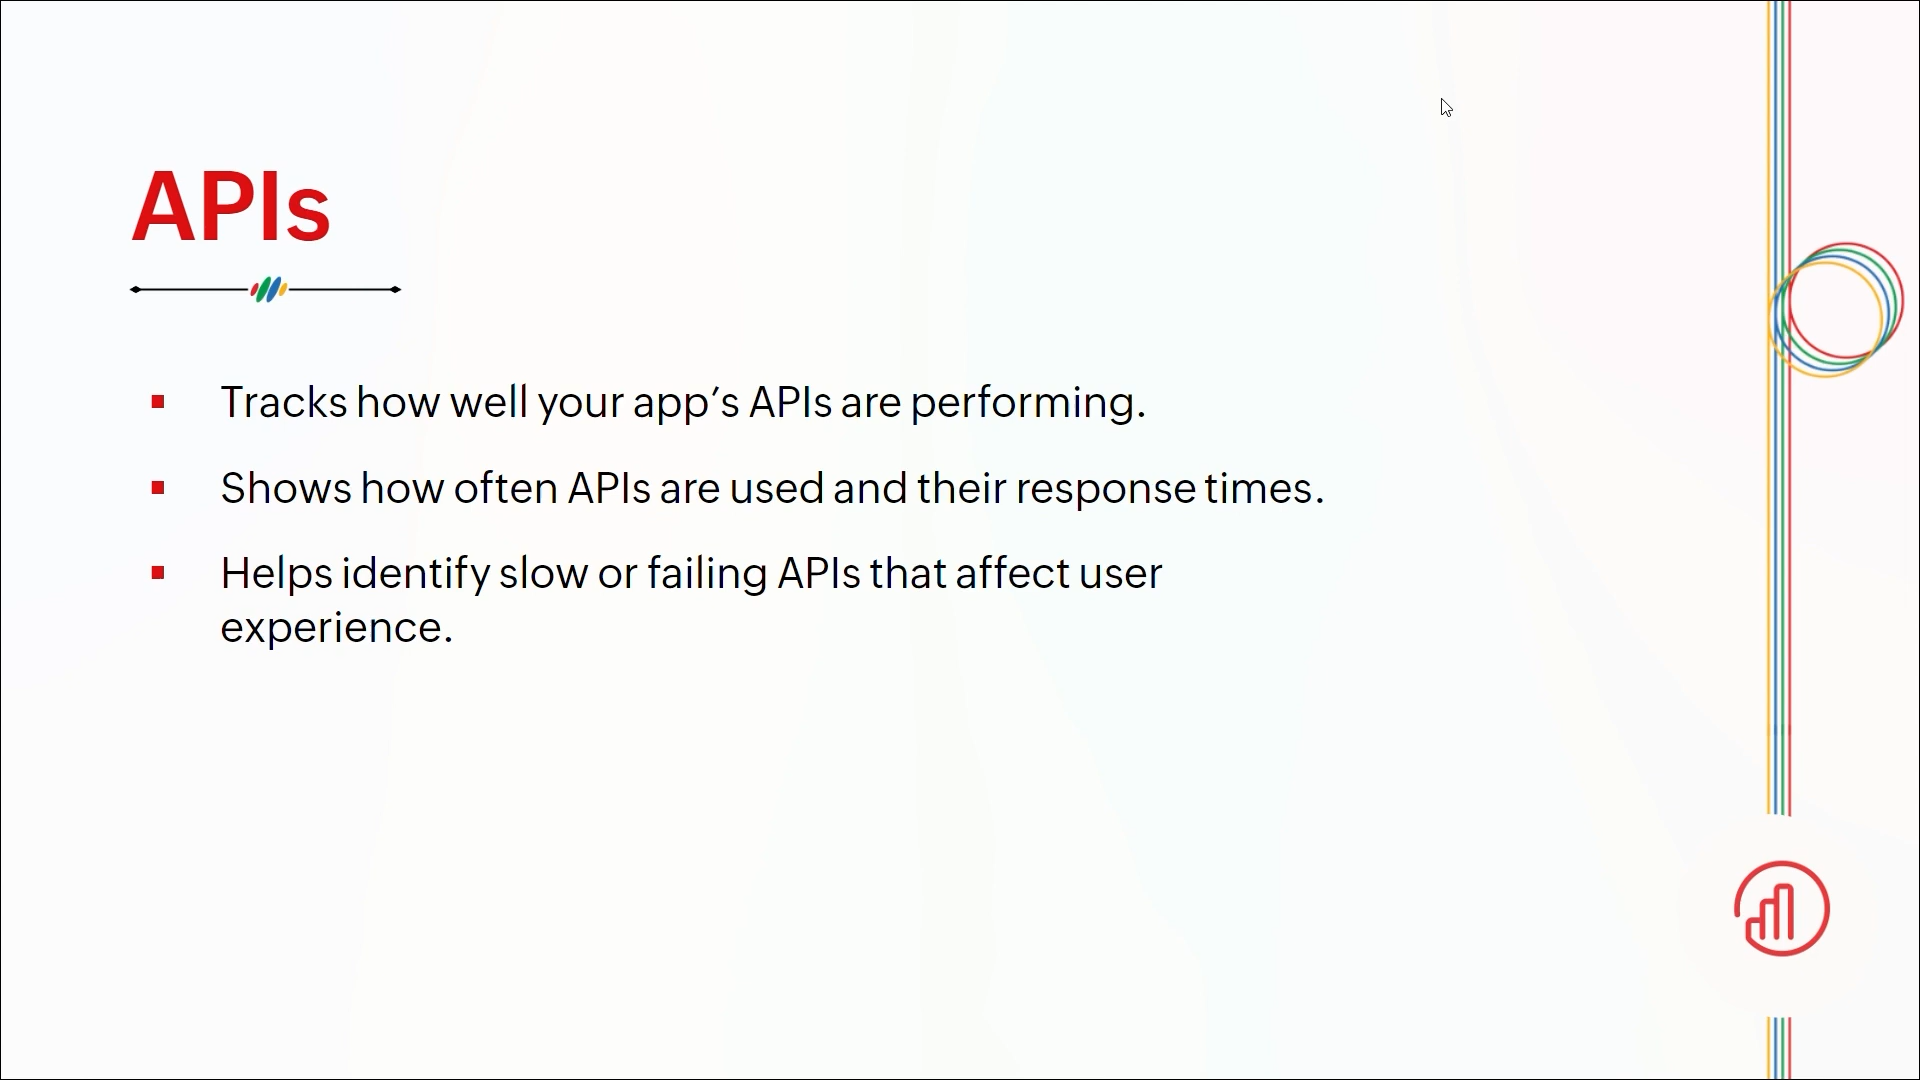 APIs
Tracks how well your app’s APIs are performing.
Shows how often APIs are used and their response times.
Helps identify slow or failing APIs that affect user
experience.